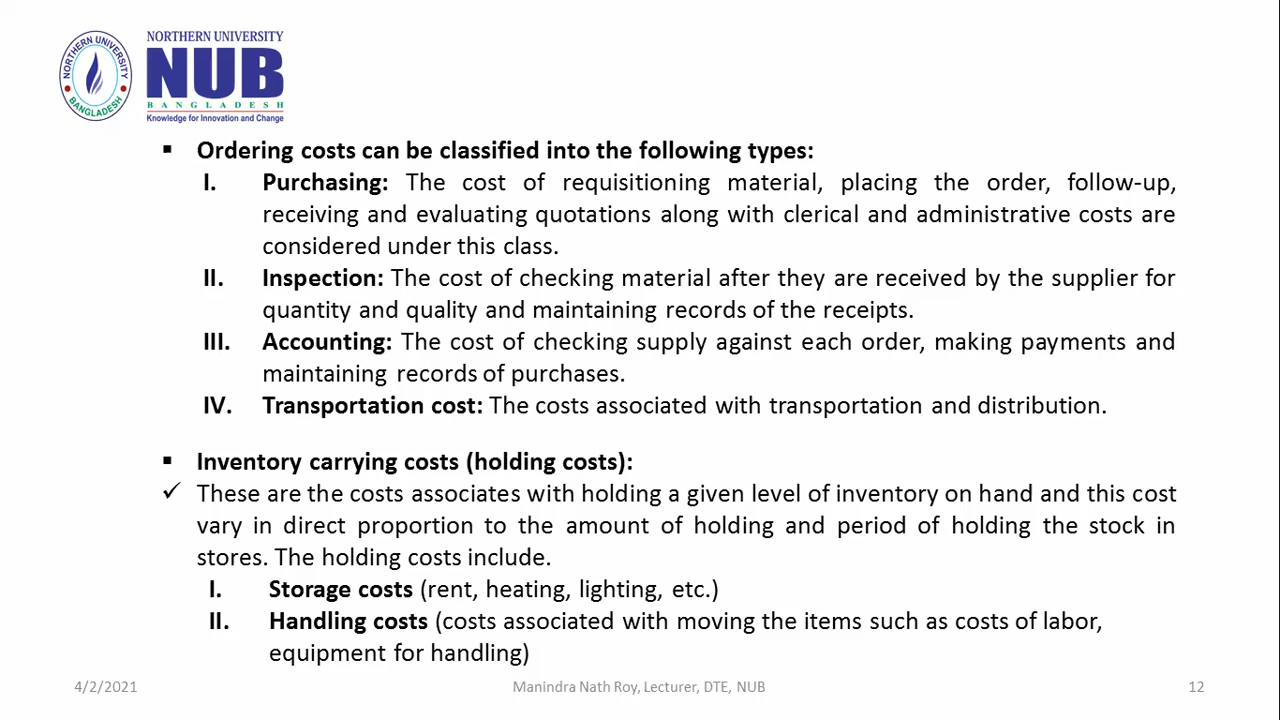 NORTHERN UNIVERSITY
BANGLADESH
NORTHERN UNIVERSITY
NUB
BANGLADESH
Knowledge for Innovation and Change
▪ Ordering costs can be classified into the following types:
I. Purchasing: The cost of requisitioning material, placing the order, follow-up,
receiving and evaluating quotations along with clerical and administrative costs are
considered under this class.
II. Inspection: The cost of checking material after they are received by the supplier for
quantity and quality and maintaining records of the receipts.
III. Accounting: The cost of checking supply against each order, making payments and
maintaining records of purchases.
IV. Transportation cost: The costs associated with transportation and distribution.
▪ Inventory carrying costs (holding costs):
✓ These are the costs associates with holding a given level of inventory on hand and this cost
vary in direct proportion to the amount of holding and period of holding the stock in
stores. The holding costs include.
I. Storage costs (rent, heating, lighting, etc.)
II. Handling costs (costs associated with moving the items such as costs of labor,
equipment for handling)
4/2/2021 Manindra Nath Roy, Lecturer, DTE, NUB 12